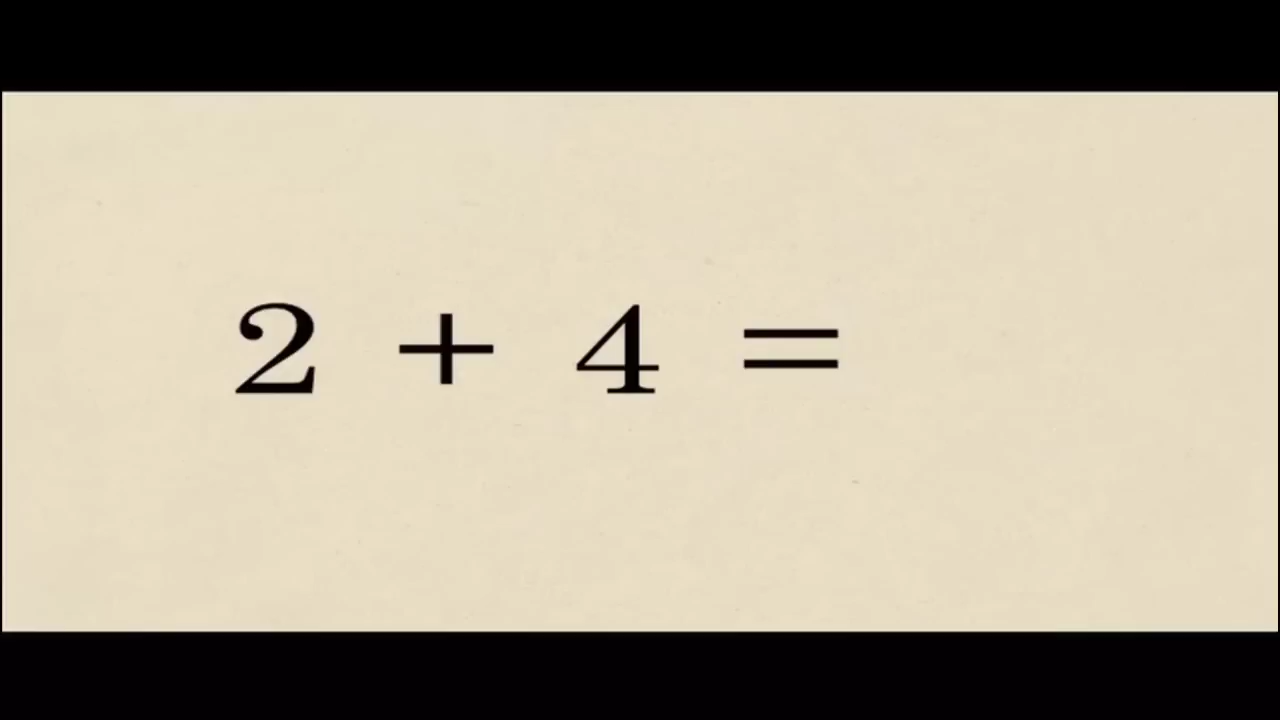 2 + 4 =